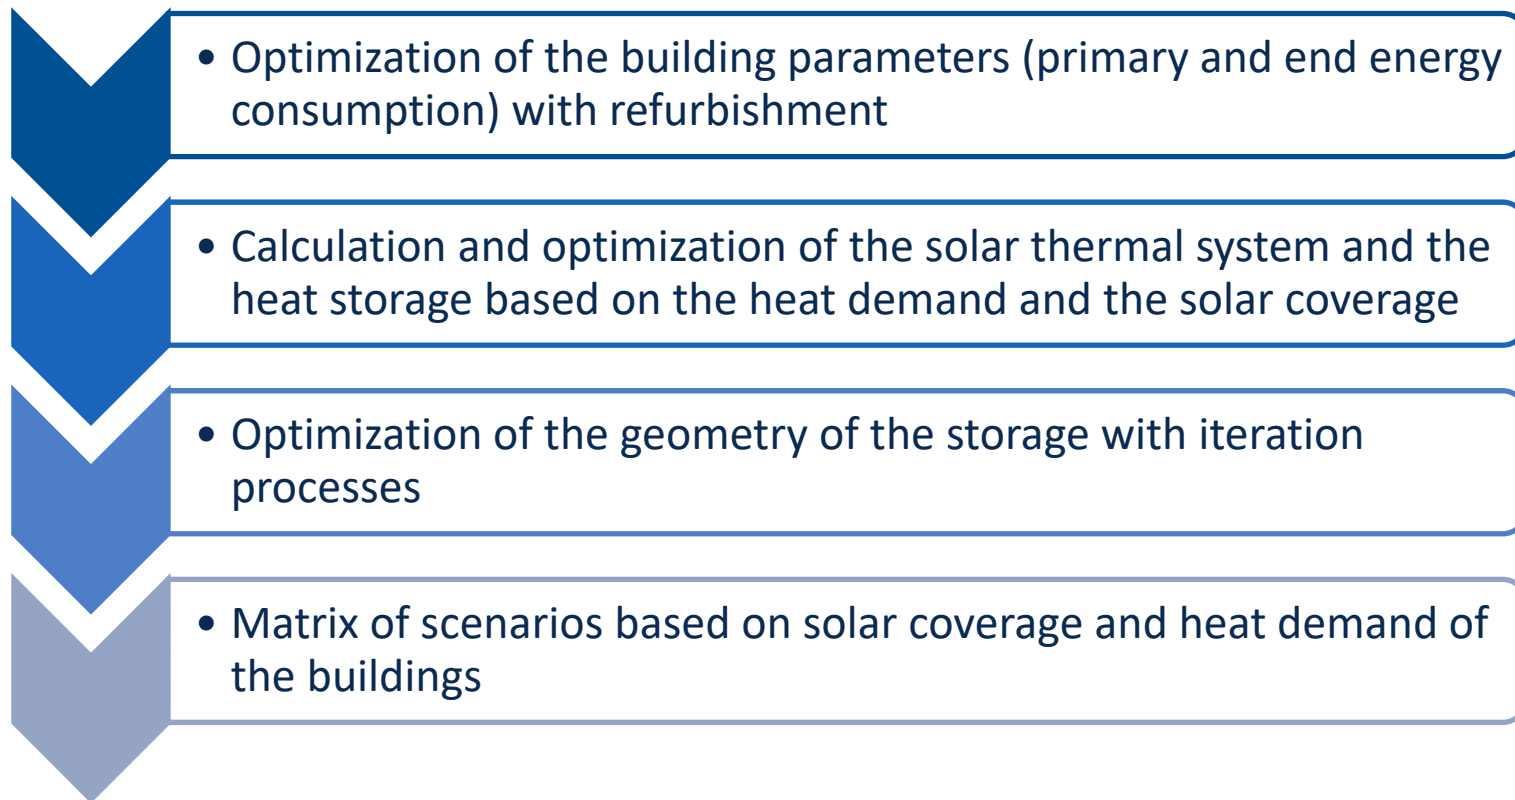 • Optimization of the building parameters (primary and end energy
consumption) with refurbishment
• Calculation and optimization of the solar thermal system and the
heat storage based on the heat demand and the solar coverage
• Optimization of the geometry of the storage with iteration
processes
• Matrix of scenarios based on solar coverage and heat demand of
the buildings